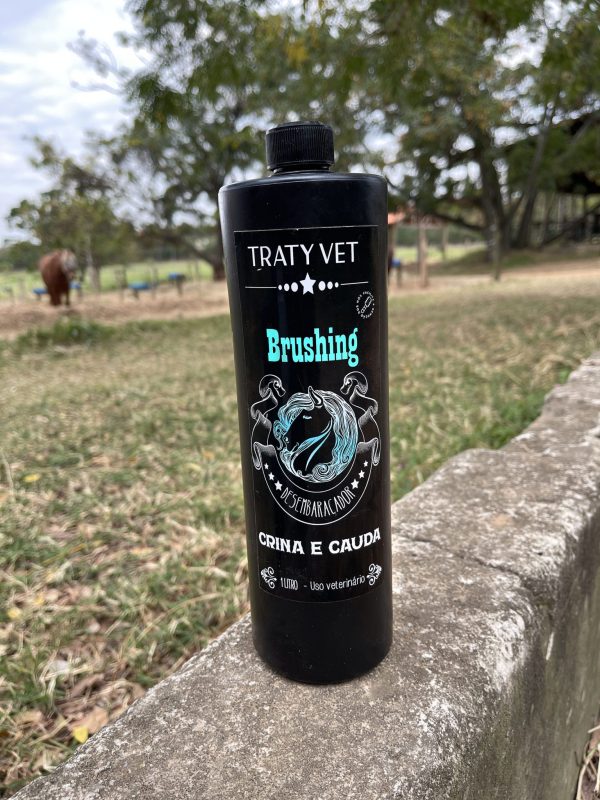 TRATY VET
Brushing
DESEMBARAÇADOR
CRINA E CAUDA
1 LITRO - Uso veterinário